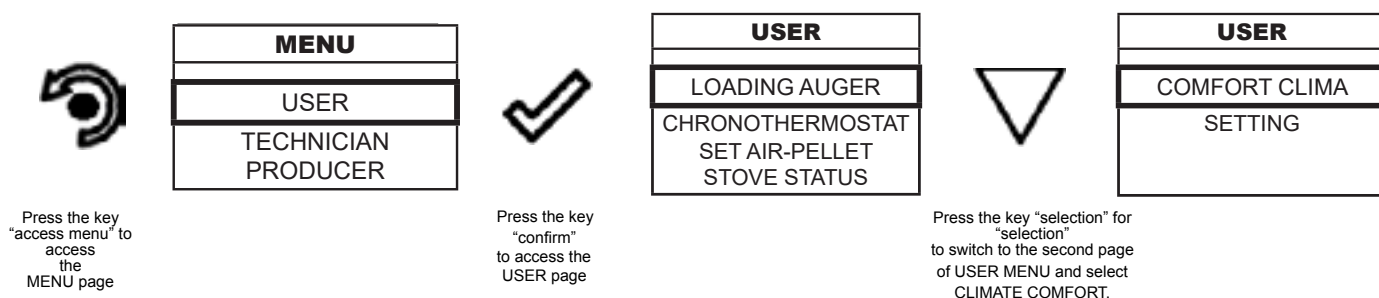 MENU
USER
TECHNICIAN
PRODUCER
Press the key
“access menu” to
access
the
MENU page
Press the key
“confirm”
to access the
USER page
USER
LOADING AUGER
CHRONOTHERMOSTAT
SET AIR-PELLET
STOVE STATUS
Press the key “selection” for
“selection”
to switch to the second page
of USER MENU and select
CLIMATE COMFORT.
USER
COMFORT CLIMA
SETTING